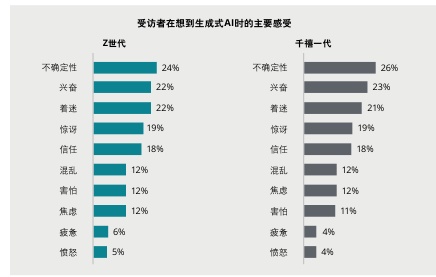 受访者在想到生成式AI时的主要感受
Z世代
不确定性 24%
兴奋 22%
着迷 22%
惊讶 19%
信任 18%
混乱 12%
害怕 12%
焦虑 12%
疲惫 6%
愤怒 5%
千禧一代
不确定性 26%
兴奋 23%
着迷 21%
惊讶 19%
信任 18%
混乱 12%
焦虑 12%
害怕 11%
疲惫 4%
愤怒 4%